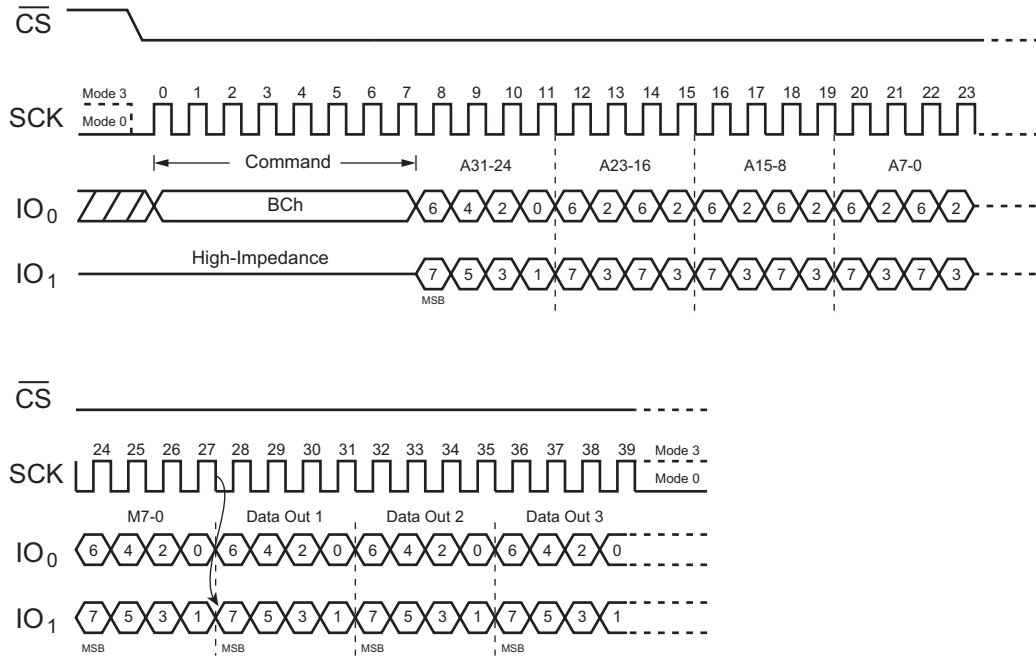 CS
Mode 3
0 1 2 3 4 5 6 7 8 9 10 11 12 13 14 15 16 17 18 19 20 21 22 23
SCK
Mode 0
Command A31-24 A23-16 A15-8 A7-0
IO0 BCh 6 4 2 0 6 2 6 2 6 2 6 2 6 2 6 2
High-Impedance
IO1 7 5 3 1 7 3 7 3 7 3 7 3 7 3 7 3
MSB
CS
24 25 26 27 28 29 30 31 32 33 34 35 36 37 38 39 Mode 3
SCK Mode 0
M7-0 Data Out 1 Data Out 2 Data Out 3
IO0 6 4 2 0 6 4 2 0 6 4 2 0 6 4 2 0
IO1 7 5 3 1 7 5 3 1 7 5 3 1 7 5 3 1
MSB MSB MSB MSB